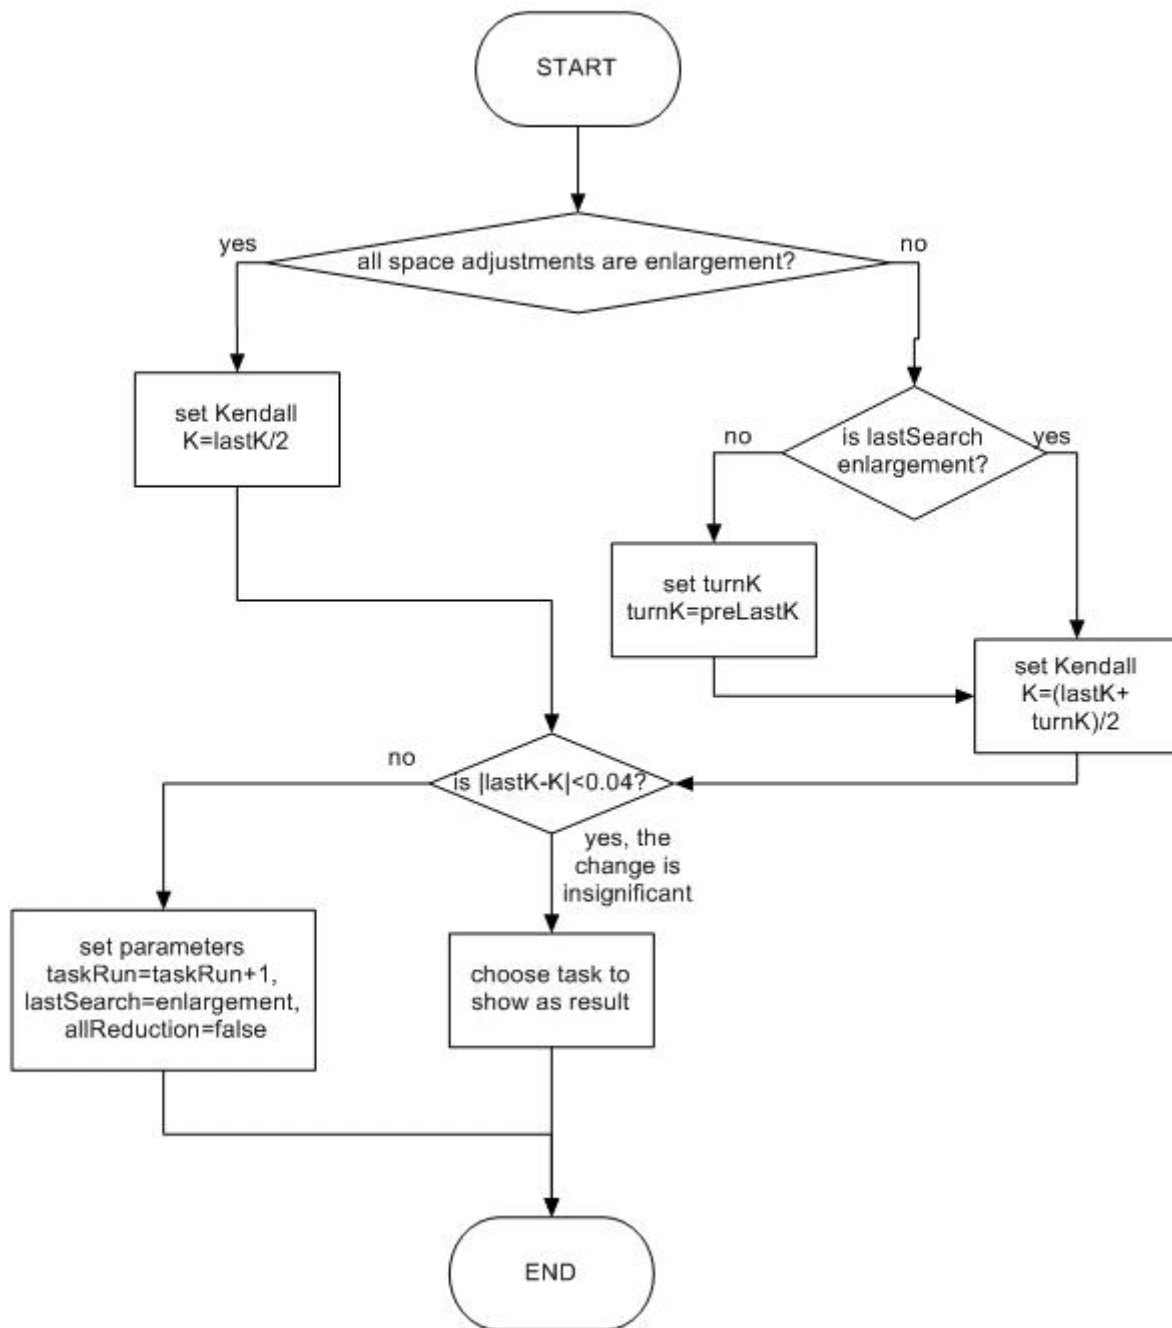 START
yes
no
all space adjustments are enlargement?
set Kendall
K=lastK/2
no
is lastSearch
enlargement?
yes
set turnK
turnK=preLastK
set Kendall
K=(lastK+
turnK)/2
no
is |lastK-K|<0.04?
yes, the
change is
insignificant
set parameters
taskRun=taskRun+1,
lastSearch=enlargement,
allReduction=false
choose task to
show as result
END